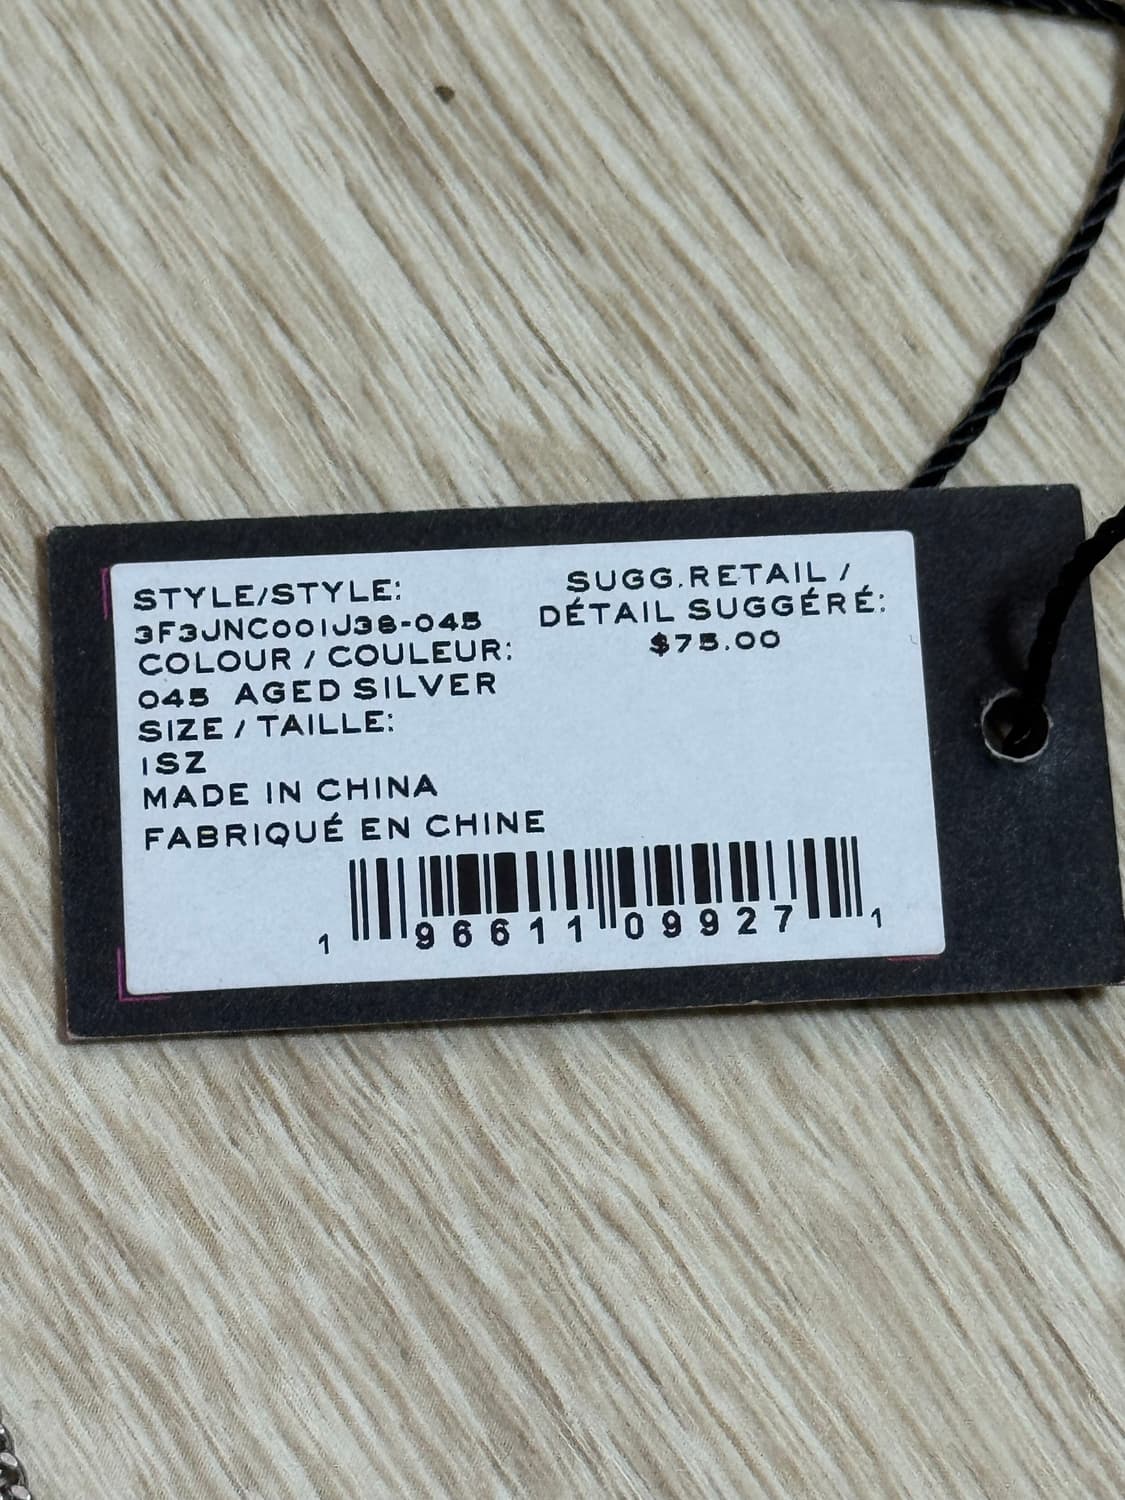 STYLE/STYLE:
3F3JNC001J38-045
COLOUR / COULEUR:
045 AGED SILVER
SIZE / TAILLE:
1SZ
MADE IN CHINA
FABRIQUÉ EN CHINE
SUGG.RETAIL /
DÉTAIL SUGGÉRÉ:
$75.00
1 96611 09927 1